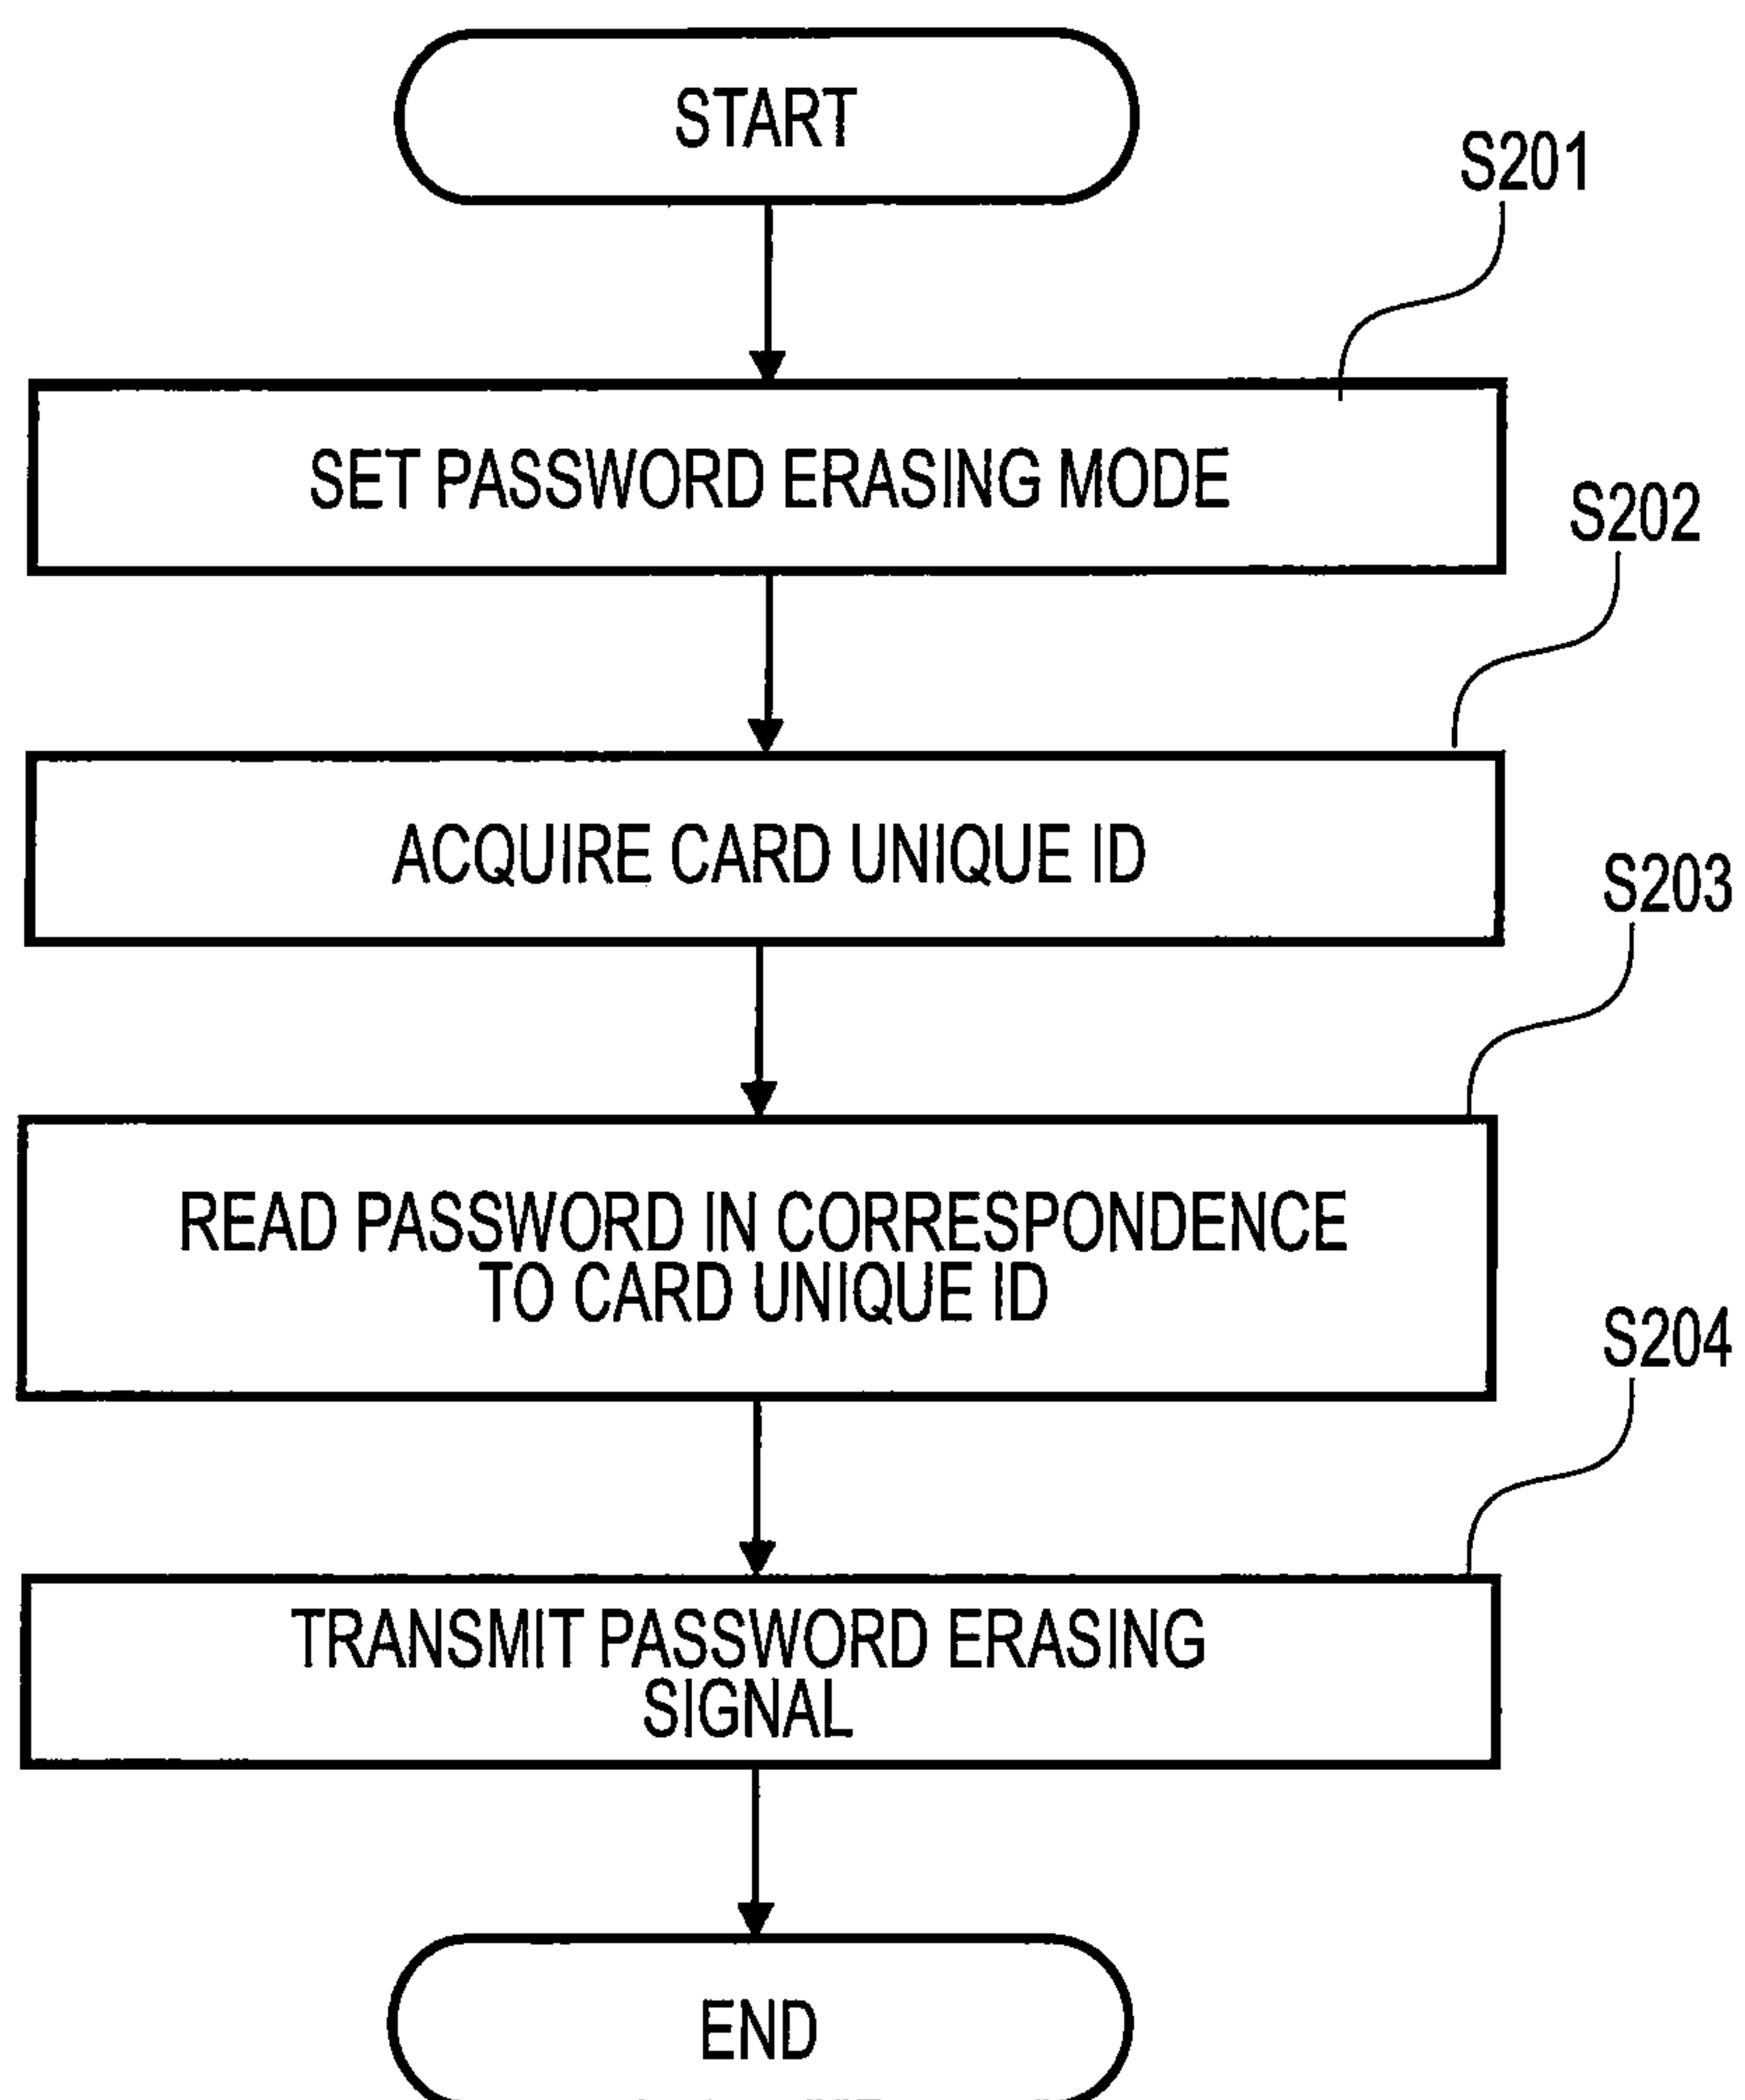 START
S201
SET PASSWORD ERASING MODE
S202
ACQUIRE CARD UNIQUE ID
S203
READ PASSWORD IN CORRESPONDENCE
TO CARD UNIQUE ID
S204
TRANSMIT PASSWORD ERASING
SIGNAL
END